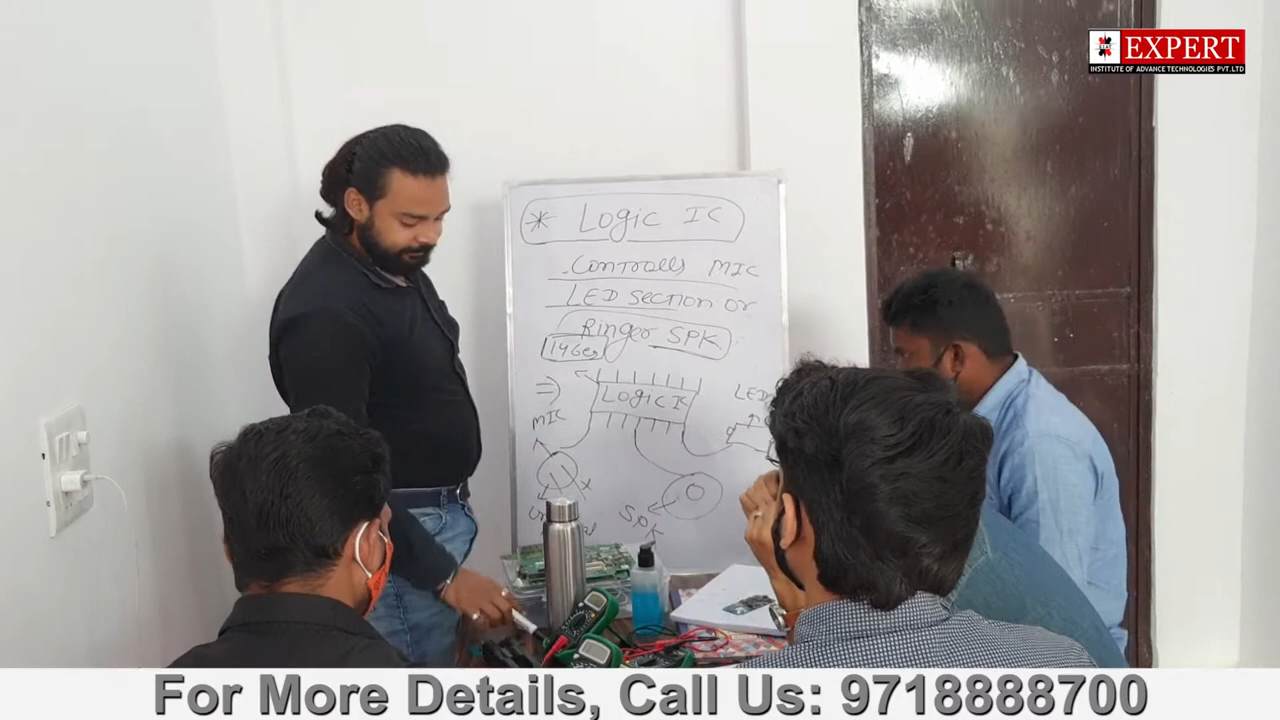 EXPERT
INSTITUTE OF ADVANCE TECHNOLOGIES PVT.LTD
* Logic IC
Controlls MIC
LED section or
Ringer SPK
LED
=> Logic IC
MIC
SPK
For More Details, Call Us: 9718888700